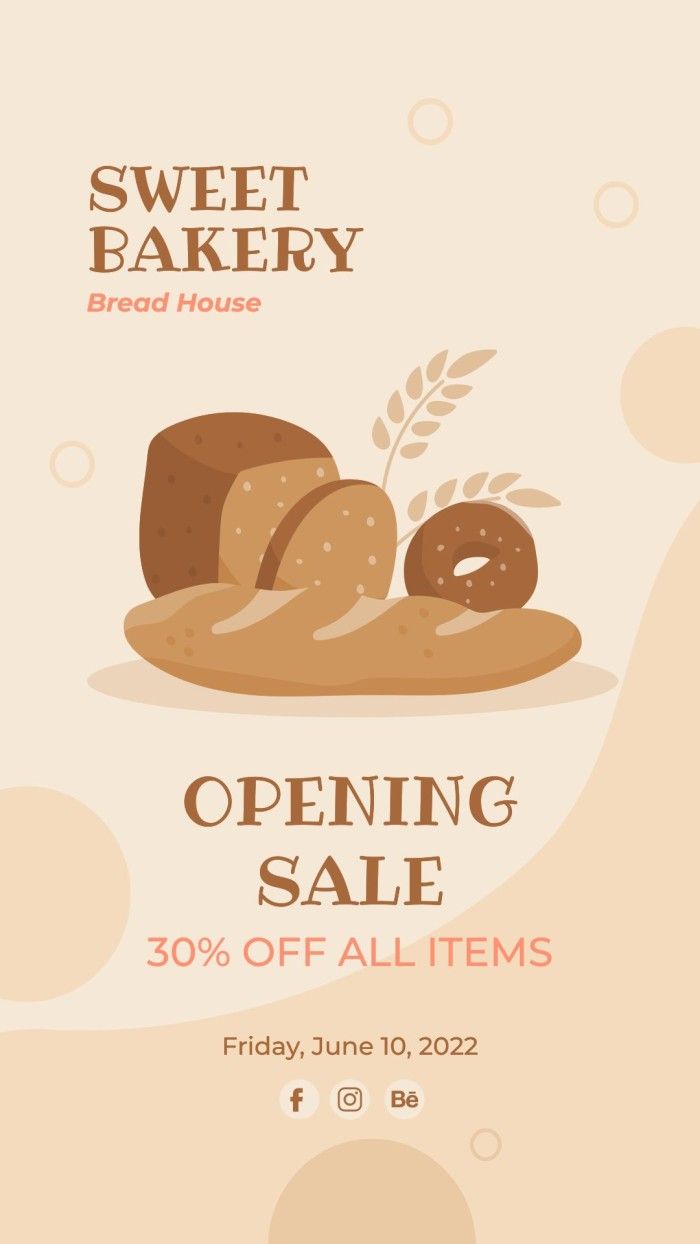 SWEET
BAKERY
Bread House
OPENING
SALE
30% OFF ALL ITEMS
Friday, June 10, 2022
f
Bē